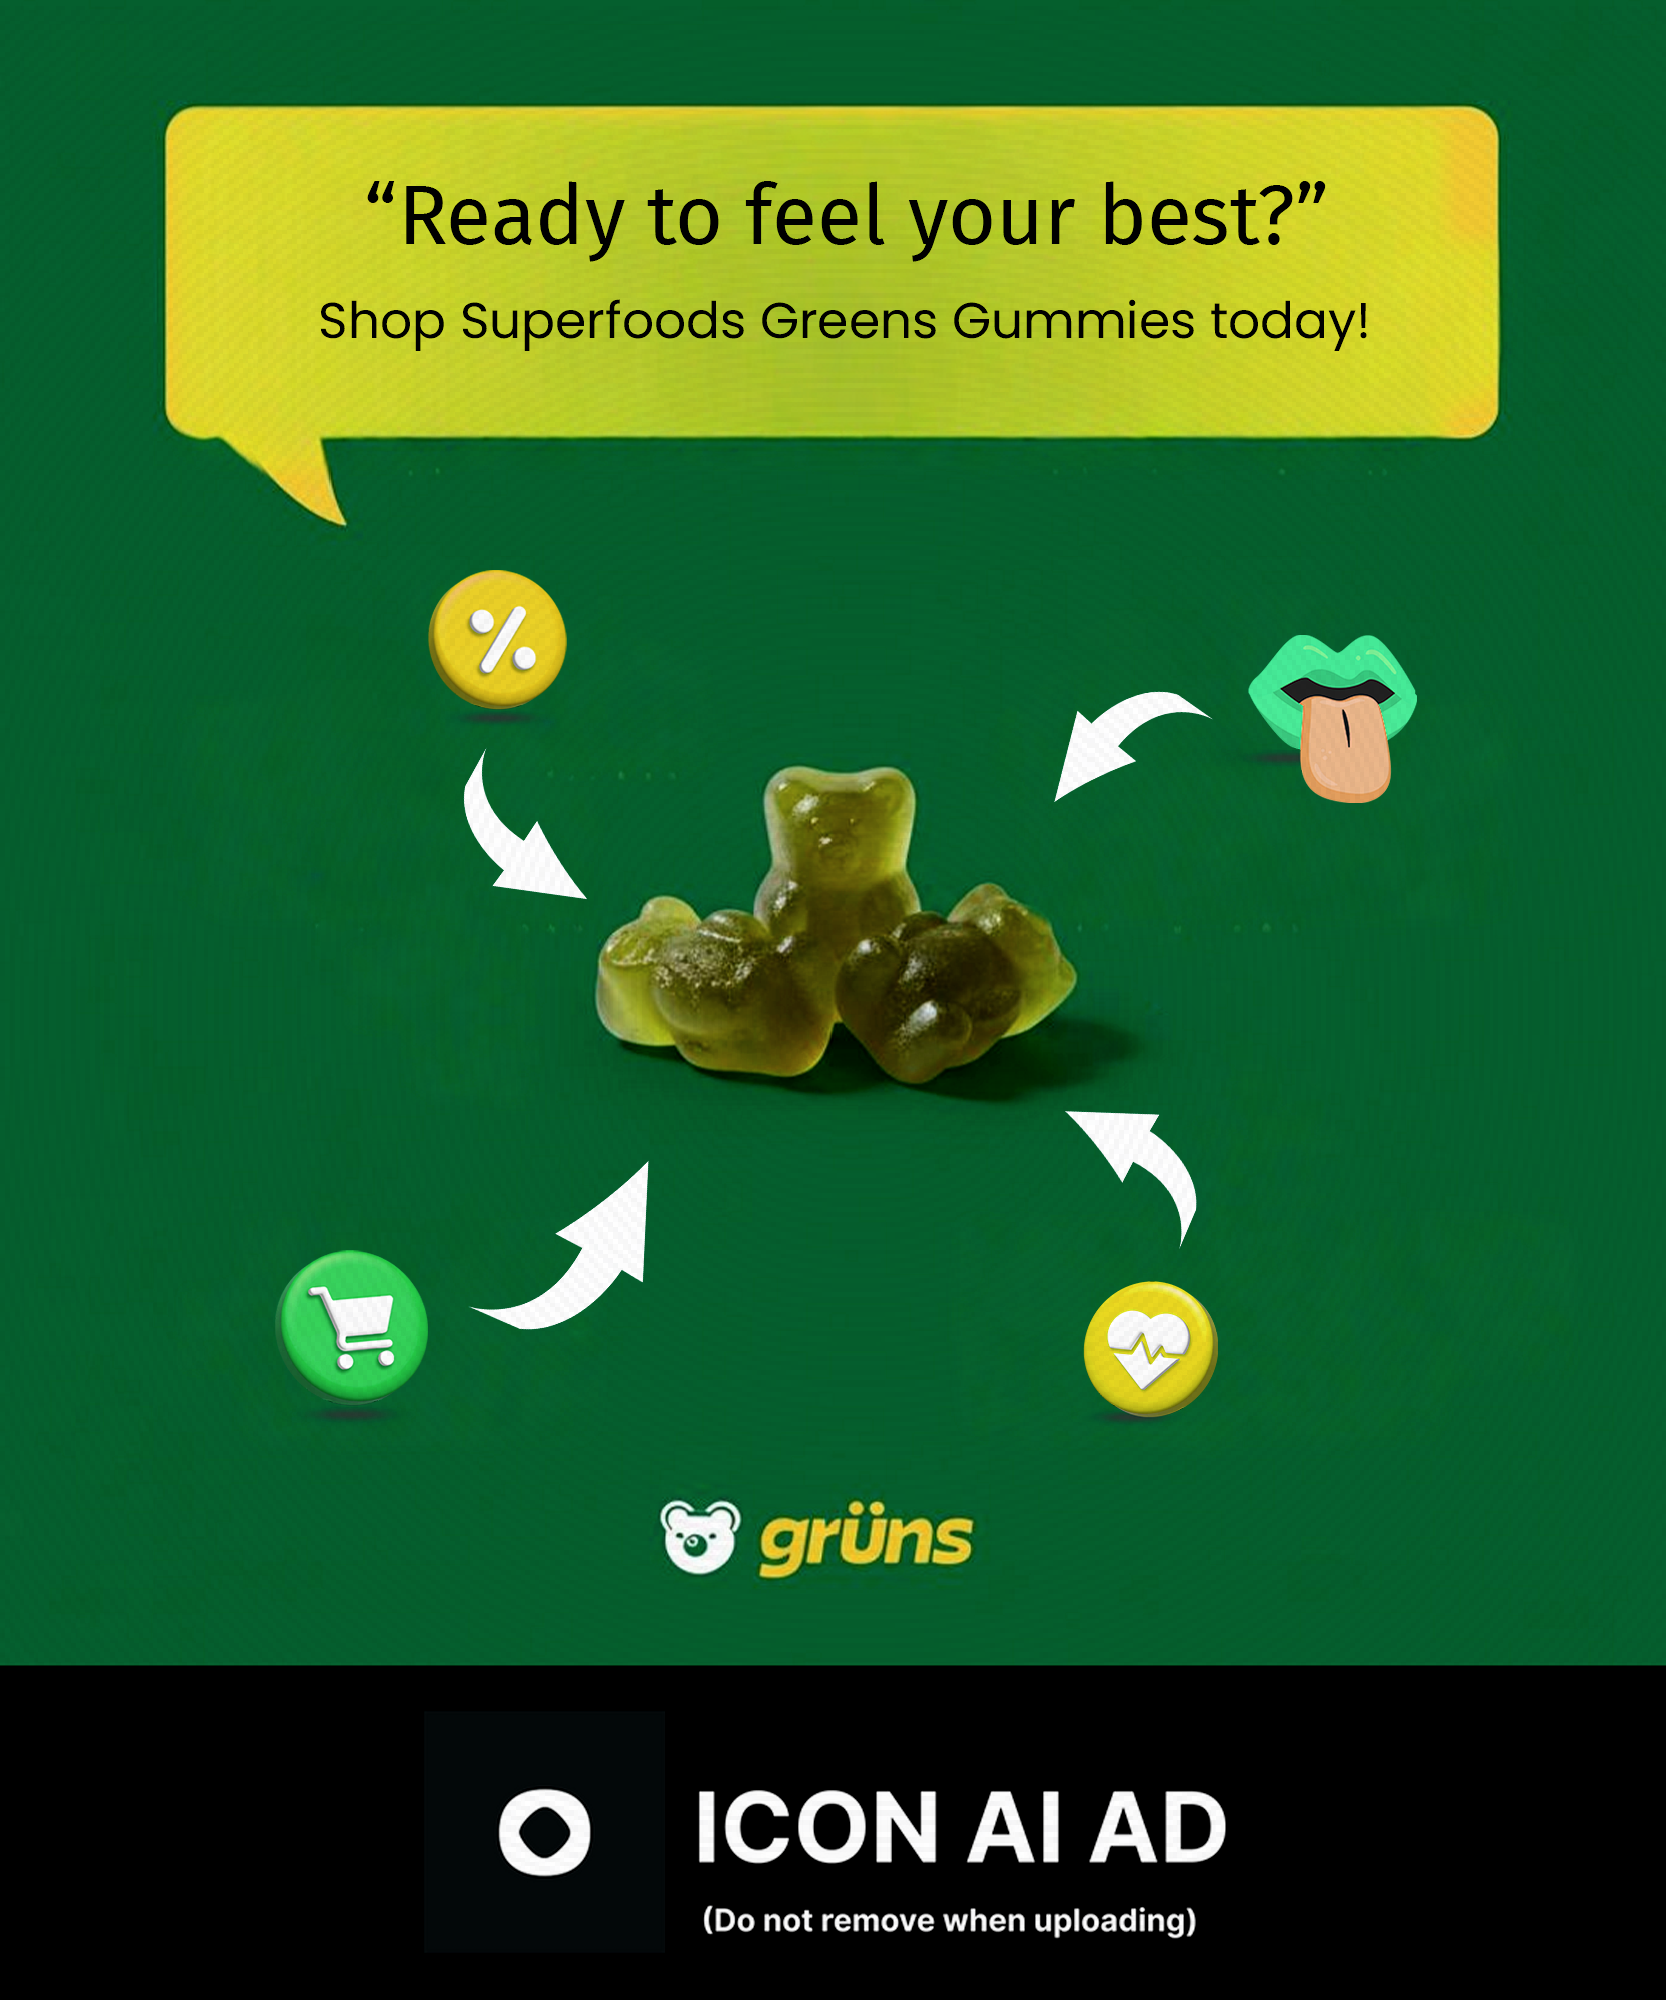 “Ready to feel your best?”
Shop Superfoods Greens Gummies today!
%
grüns
ICON AI AD
(Do not remove when uploading)